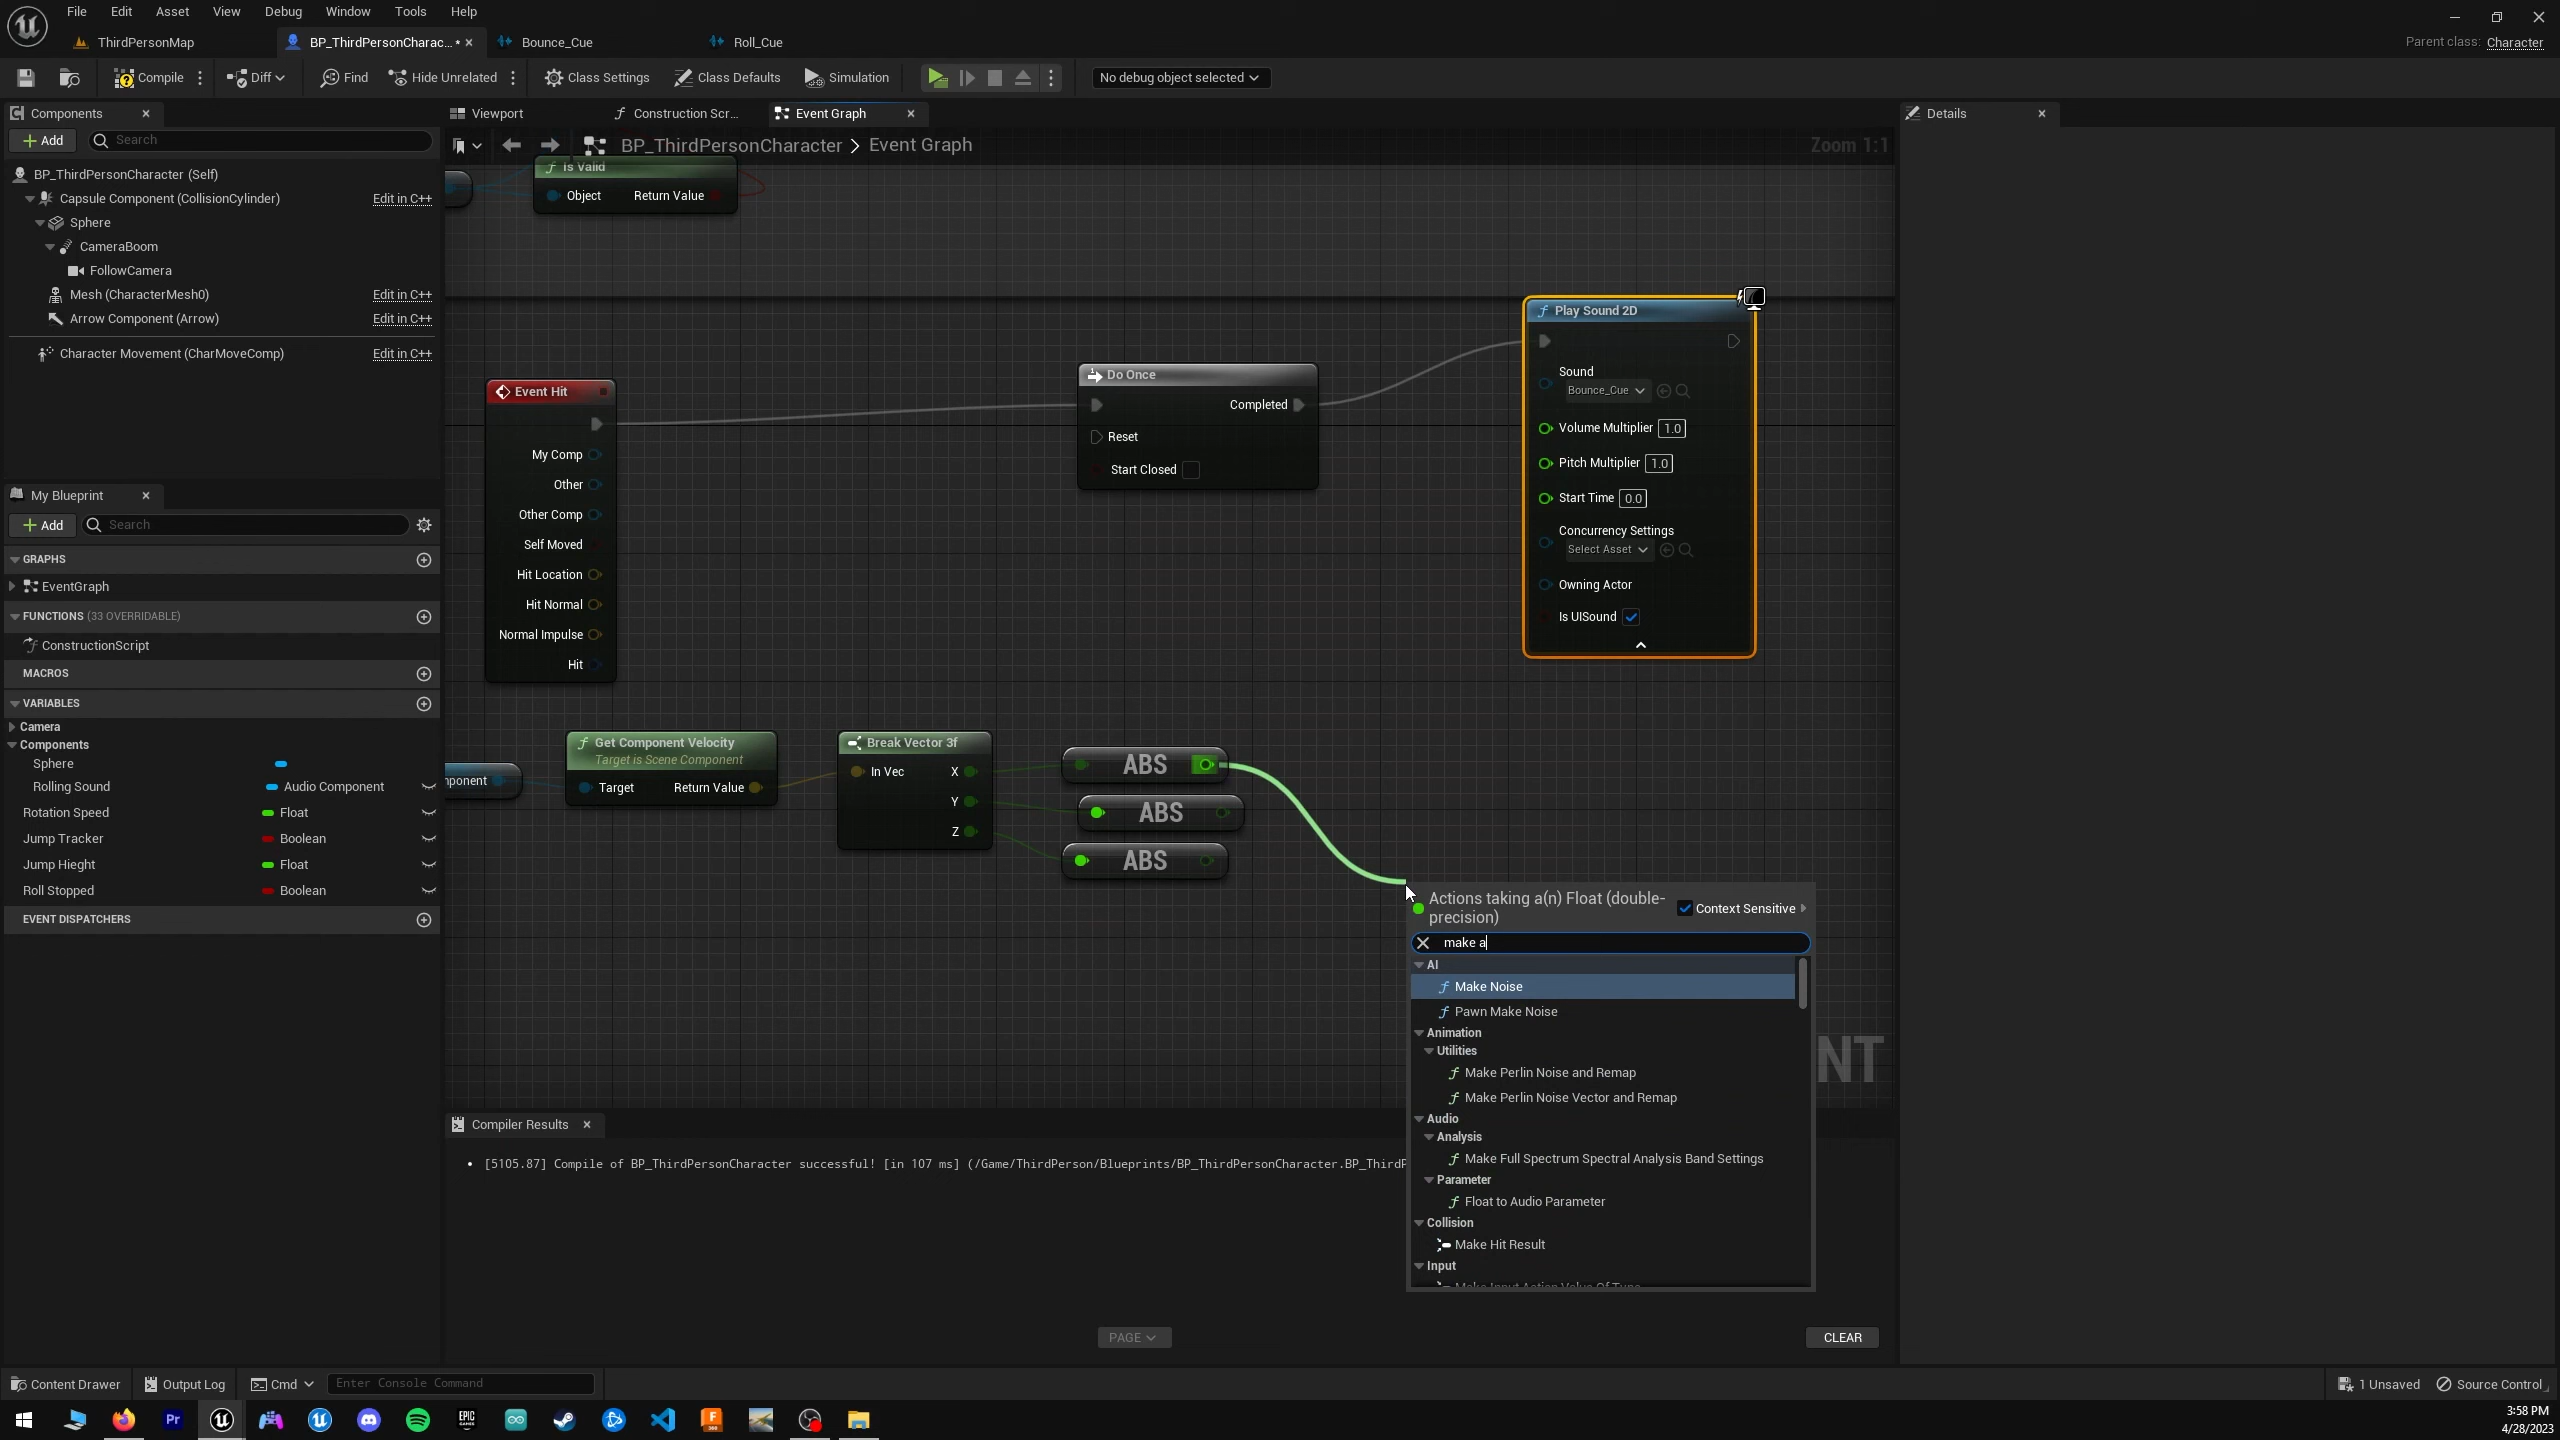 File Edit Asset View Debug Window Tools Help
ThirdPersonMap
BP_ThirdPersonCharac... *
Bounce_Cue
Roll_Cue
Parent class: Character
Compile
Diff
Find
Hide Unrelated
Class Settings
Class Defaults
Simulation
No debug object selected
Components
Viewport
Construction Scr...
Event Graph
Details
Add
Search
BP_ThirdPersonCharacter > Event Graph
Zoom 1:1
BP_ThirdPersonCharacter (Self)
Capsule Component (CollisionCylinder) Edit in C++
Sphere
CameraBoom
FollowCamera
Mesh (CharacterMesh0) Edit in C++
Arrow Component (Arrow) Edit in C++
Character Movement (CharMoveComp) Edit in C++
My Blueprint
Add
Search
GRAPHS
EventGraph
FUNCTIONS (33 OVERRIDABLE)
ConstructionScript
MACROS
VARIABLES
Camera
Components
Sphere
Rolling Sound Audio Component
Rotation Speed Float
Jump Tracker Boolean
Jump Hieght Float
Roll Stopped Boolean
EVENT DISPATCHERS
Is Valid
Object Return Value
Event Hit
My Comp
Other
Other Comp
Self Moved
Hit Location
Hit Normal
Normal Impulse
Hit
Do Once
Completed
Reset
Start Closed
Play Sound 2D
Sound
Bounce_Cue
Volume Multiplier 1.0
Pitch Multiplier 1.0
Start Time 0.0
Concurrency Settings
Select Asset
Owning Actor
Is UISound
ponent
Get Component Velocity
Target is Scene Component
Target Return Value
Break Vector 3f
In Vec X
Y
Z
ABS
ABS
ABS
Actions taking a(n) Float (double-
precision)
Context Sensitive
make a
AI
Make Noise
Pawn Make Noise
Animation
Utilities
Make Perlin Noise and Remap
Make Perlin Noise Vector and Remap
Audio
Analysis
Make Full Spectrum Spectral Analysis Band Settings
Parameter
Float to Audio Parameter
Collision
Make Hit Result
Input
Make Input Action Value Of Type
NT
Compiler Results
[5105.87] Compile of BP_ThirdPersonCharacter successful! [in 107 ms] (/Game/ThirdPerson/Blueprints/BP_ThirdPersonCharacter.BP_ThirdP
PAGE
CLEAR
Content Drawer
Output Log
Cmd
Enter Console Command
1 Unsaved
Source Control
Pr
EPIC
GAMES
F
360
3:58 PM
4/28/2023